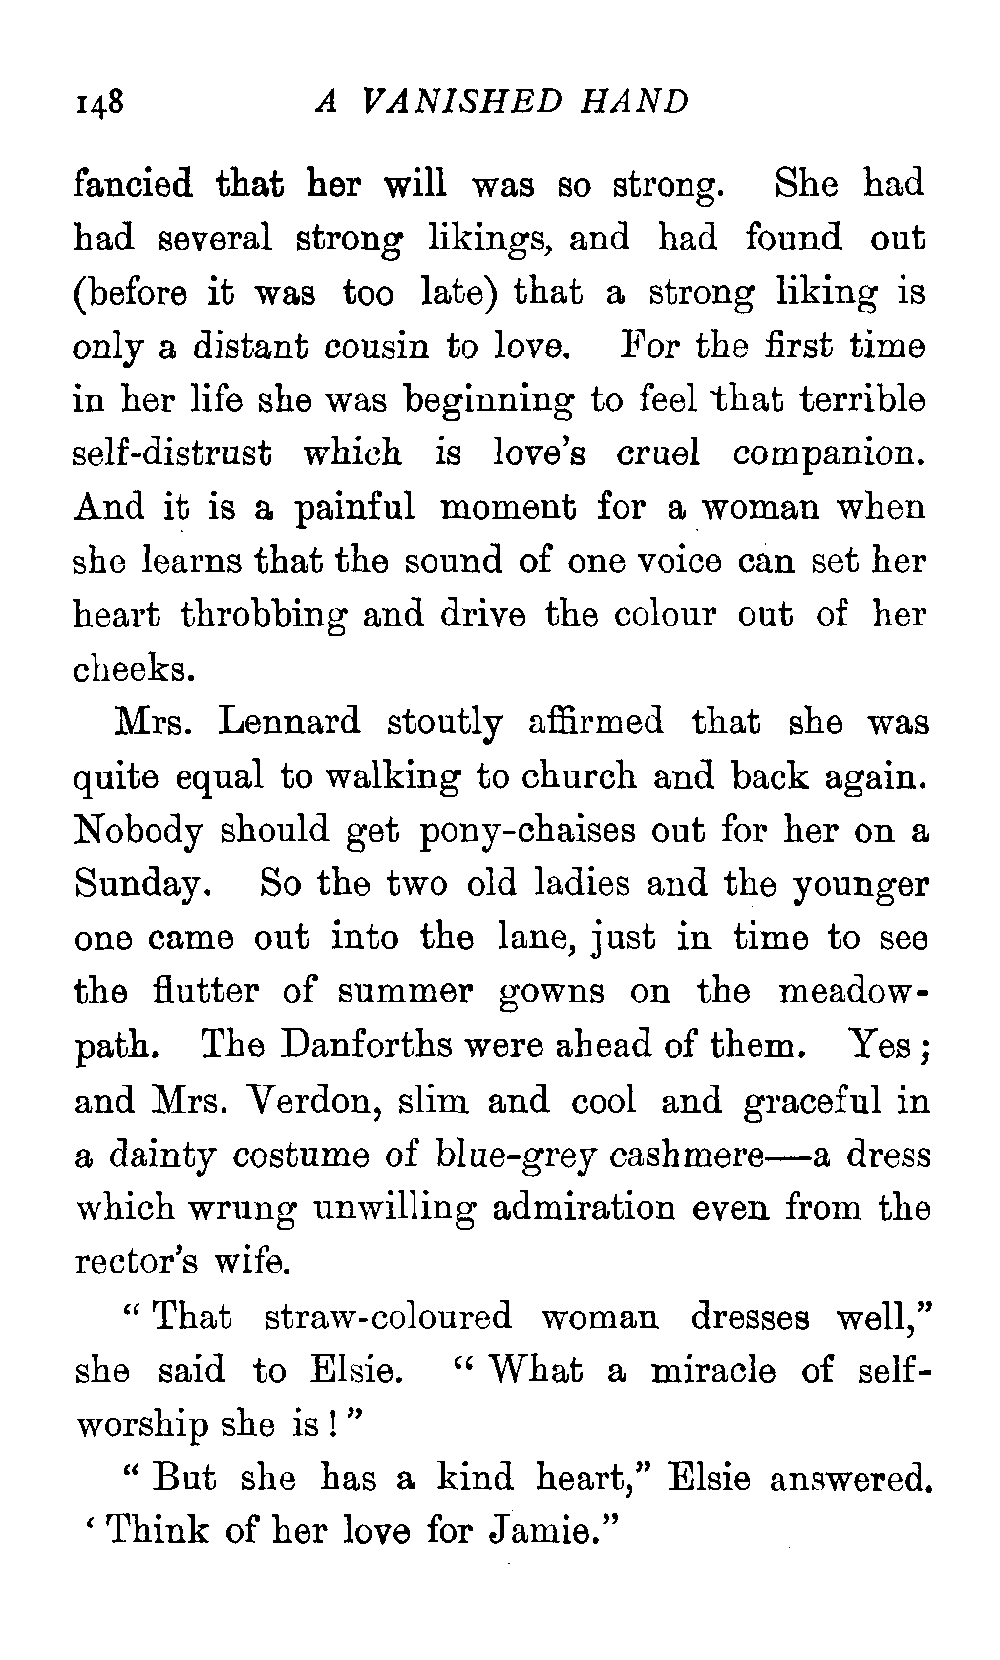 148 A VANISHED HAND
fancied that her will was so strong. She had
had several strong likings, and had found out
(before it was too late) that a strong liking is
only a distant cousin to love. For the first time
in her life she was beginning to feel that terrible
self-distrust which is love's cruel companion.
And it is a painful moment for a woman when
she learns that the sound of one voice can set her
heart throbbing and drive the colour out of her
cheeks.
Mrs. Lennard stoutly affirmed that she was
quite equal to walking to church and back again.
Nobody should get pony-chaises out for her on a
Sunday. So the two old ladies and the younger
one came out into the lane, just in time to see
the flutter of summer gowns on the meadow-
path. The Danforths were ahead of them. Yes;
and Mrs. Verdon, slim and cool and graceful in
a dainty costume of blue-grey cashmere—a dress
which wrung unwilling admiration even from the
rector's wife.
"That straw-coloured woman dresses well,"
she said to Elsie. "What a miracle of self-
worship she is!"
"But she has a kind heart," Elsie answered.
'Think of her love for Jamie."